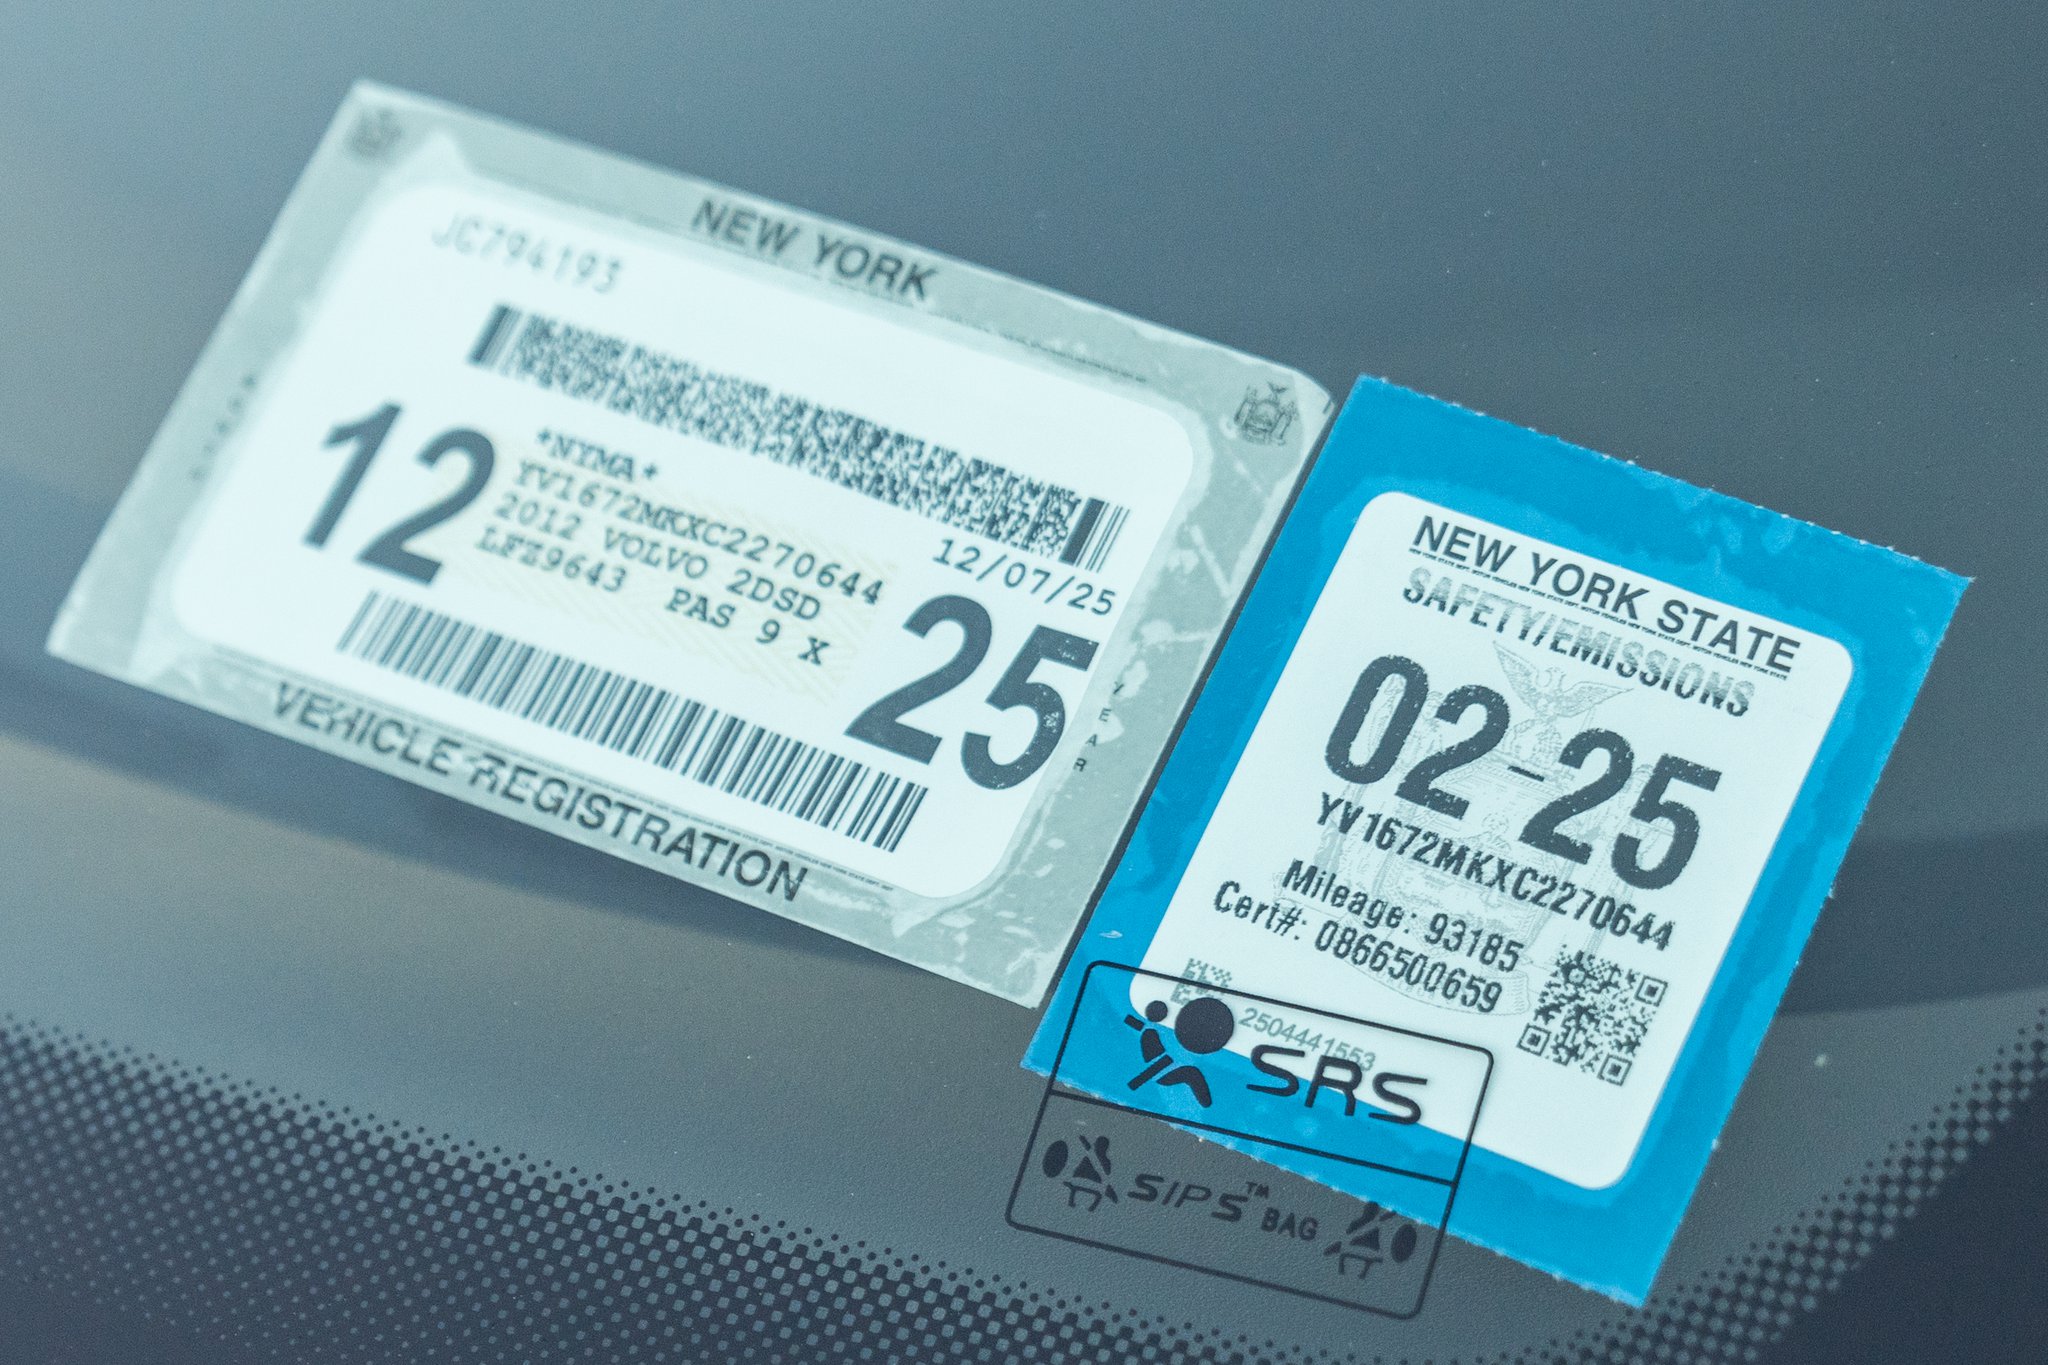 NEW YORK
JC794193
*NYMA*
YV1672MKXC2270644
2012 VOLVO 2DSD
LFZ9643 PAS 9 X
12/07/25
12
25
YEAR
VEHICLE REGISTRATION
NEW YORK STATE
SAFETY/EMISSIONS
02-25
YV1672MKXC2270644
Mileage: 93185
Cert#: 0866500659
2504441553
SRS
SIPS™ BAG